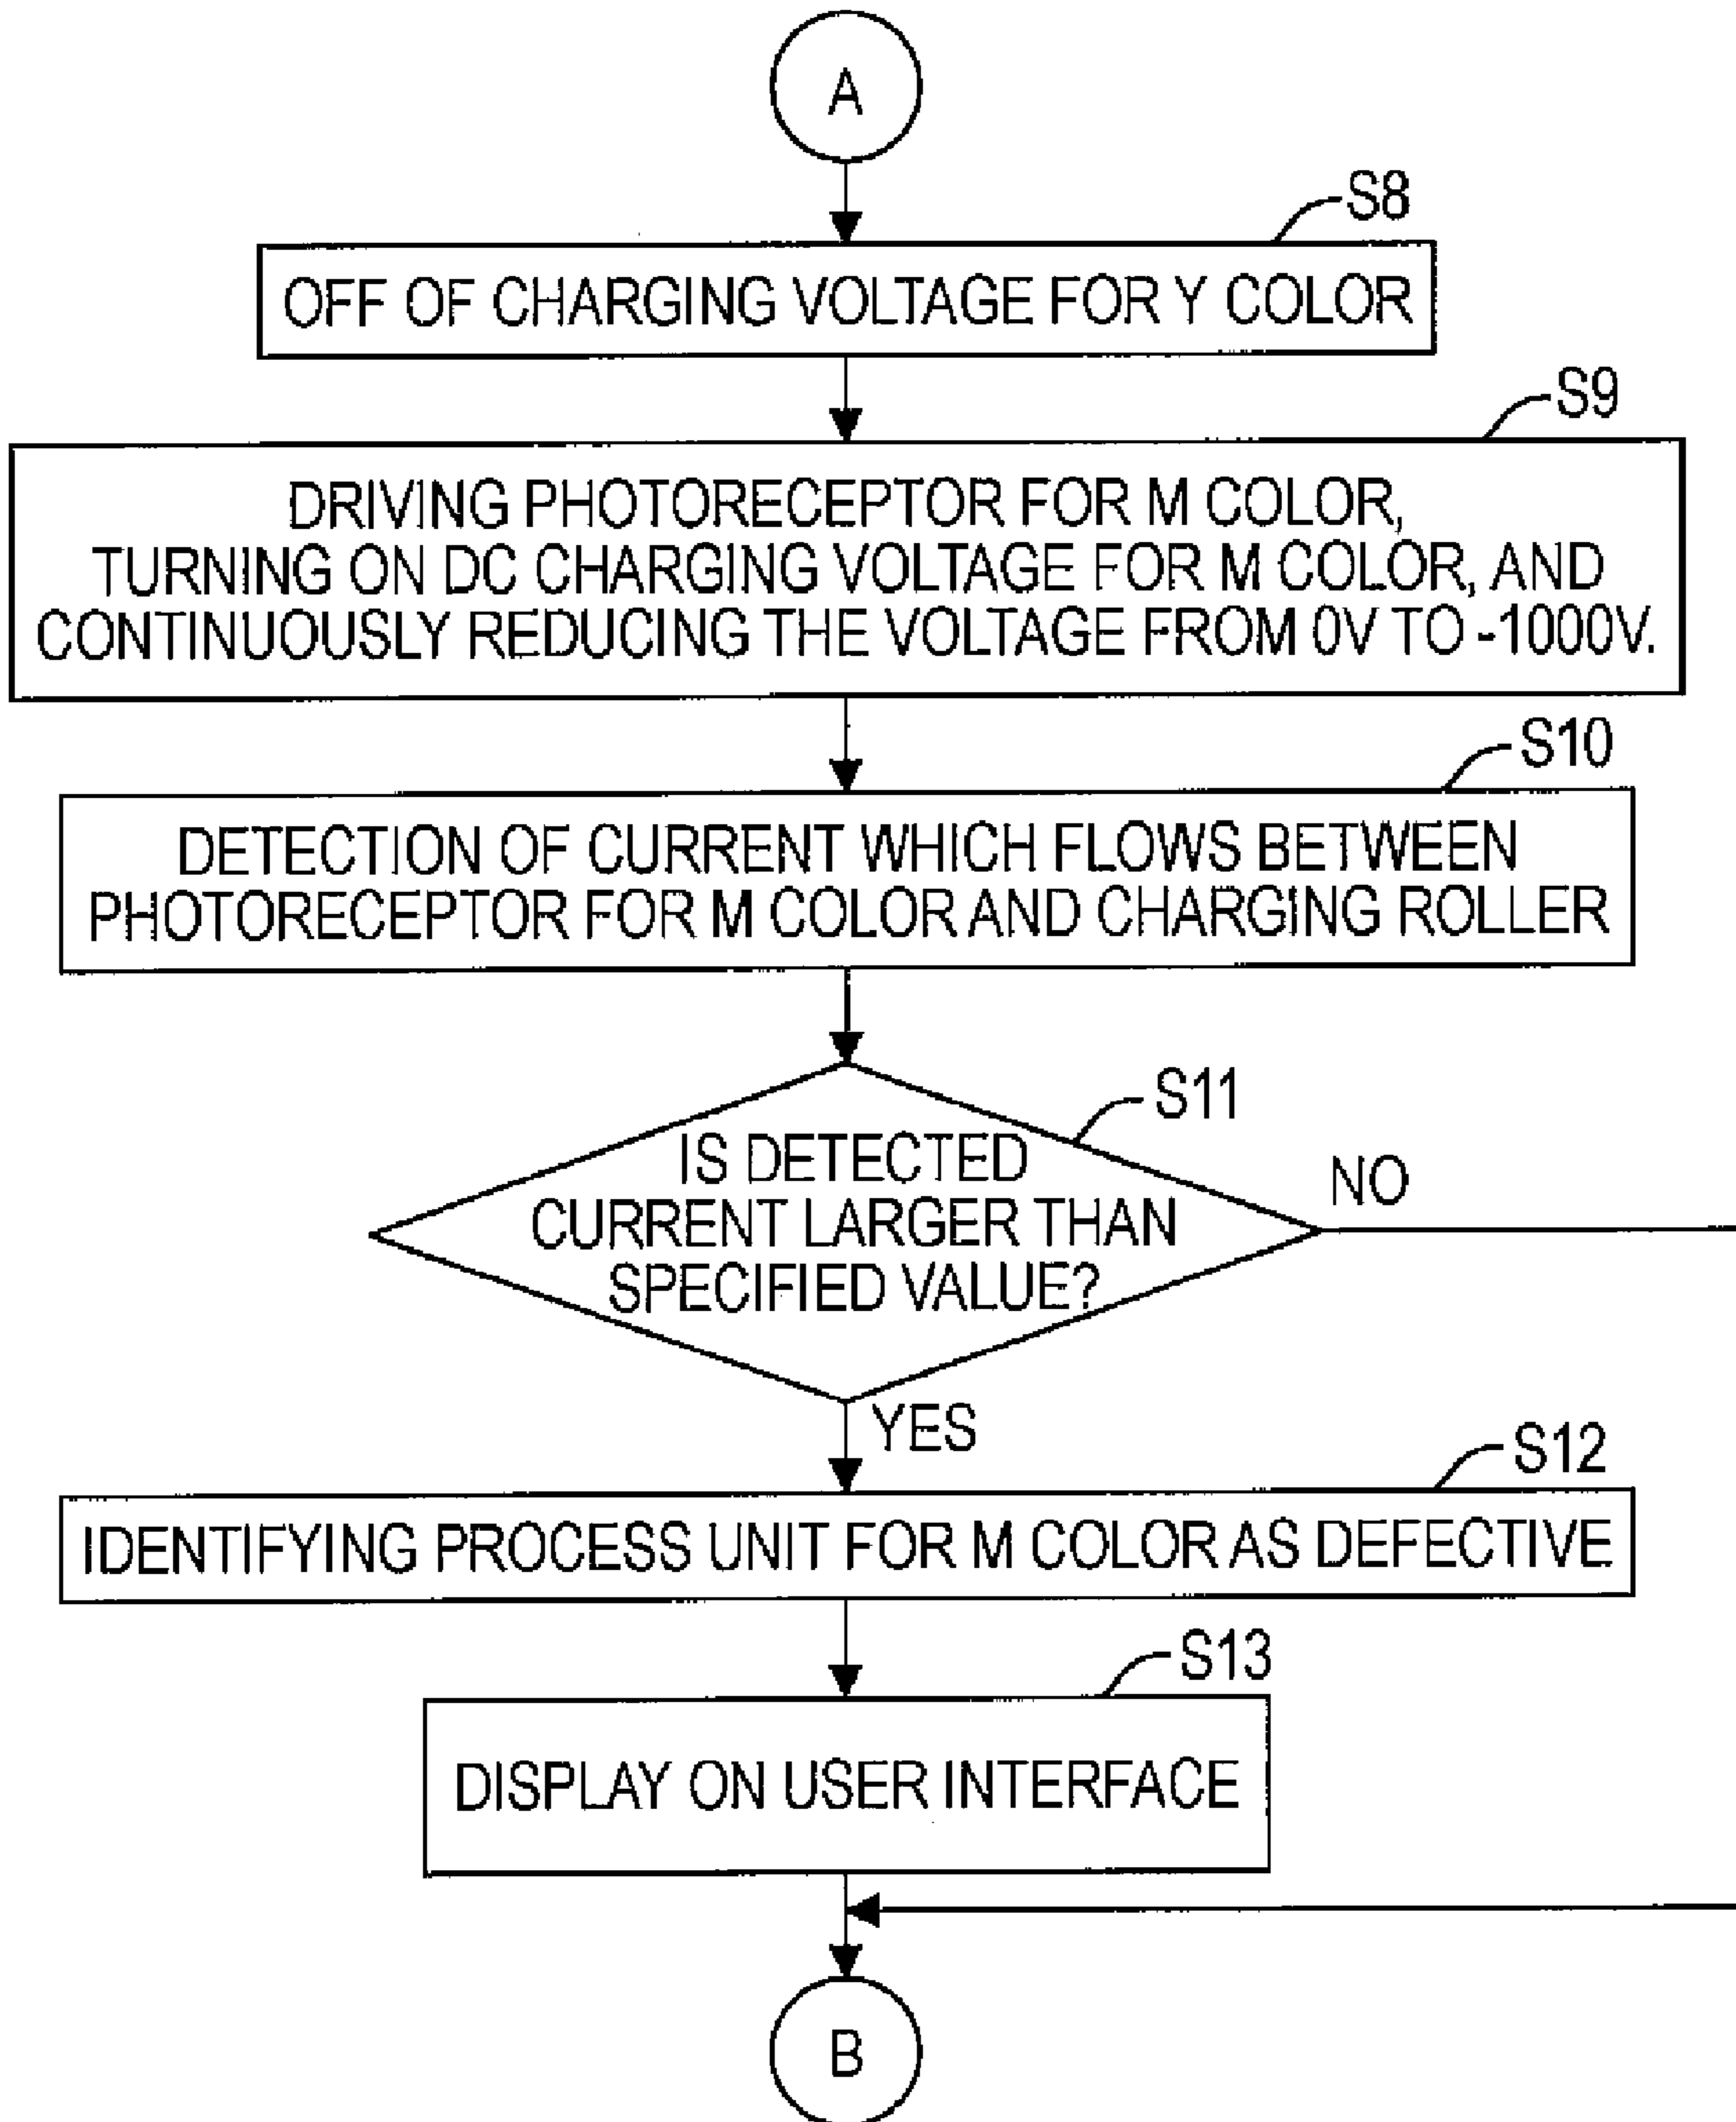 A
S8
OFF OF CHARGING VOLTAGE FOR Y COLOR
S9
DRIVING PHOTORECEPTOR FOR M COLOR,
TURNING ON DC CHARGING VOLTAGE FOR M COLOR, AND
CONTINUOUSLY REDUCING THE VOLTAGE FROM 0V TO -1000V.
S10
DETECTION OF CURRENT WHICH FLOWS BETWEEN
PHOTORECEPTOR FOR M COLOR AND CHARGING ROLLER
S11
IS DETECTED
CURRENT LARGER THAN
SPECIFIED VALUE?
NO
YES
S12
IDENTIFYING PROCESS UNIT FOR M COLOR AS DEFECTIVE
S13
DISPLAY ON USER INTERFACE
B